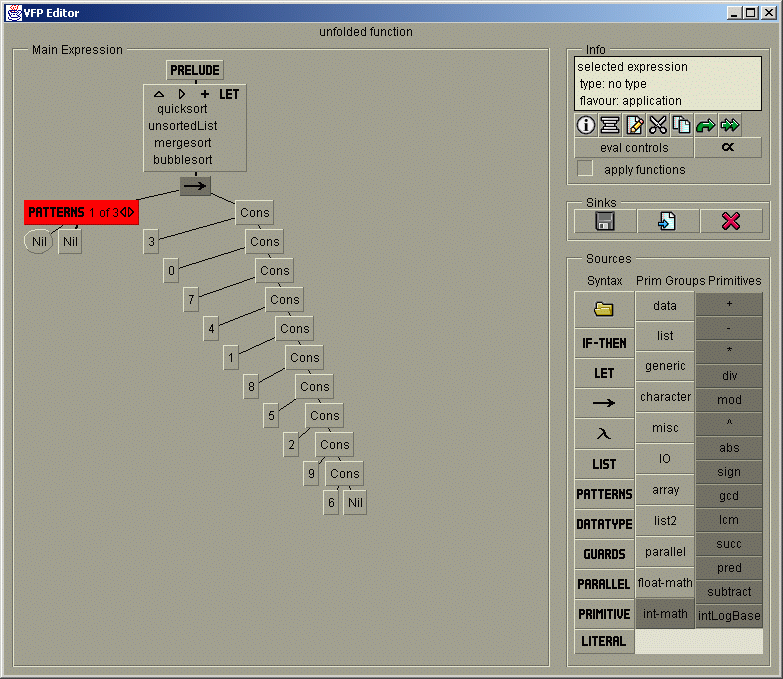 VFP Editor
unfolded function
Main Expression
PRELUDE
LET
quicksort
unsortedList
mergesort
bubblesort
PATTERNS 1 of 3
Cons
Nil Nil
3 Cons
0 Cons
7 Cons
4 Cons
1 Cons
8 Cons
5 Cons
2 Cons
9 Cons
6 Nil
Info
selected expression
type: no type
flavour: application
eval controls ∝
apply functions
Sinks
Sources
Syntax Prim Groups Primitives
IF-THEN
LET
→
λ
LIST
PATTERNS
DATATYPE
GUARDS
PARALLEL
PRIMITIVE
LITERAL
data
list
generic
character
misc
IO
array
list2
parallel
float-math
int-math
+
-
*
div
mod
^
abs
sign
gcd
lcm
succ
pred
subtract
intLogBase